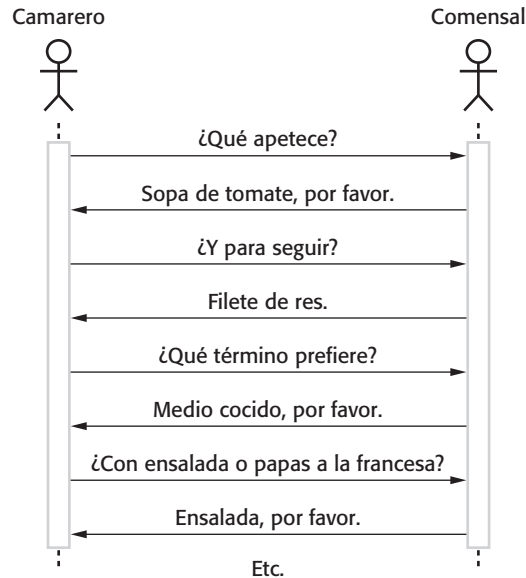 Camarero
Comensal
¿Qué apetece?
Sopa de tomate, por favor.
¿Y para seguir?
Filete de res.
¿Qué término prefiere?
Medio cocido, por favor.
¿Con ensalada o papas a la francesa?
Ensalada, por favor.
Etc.